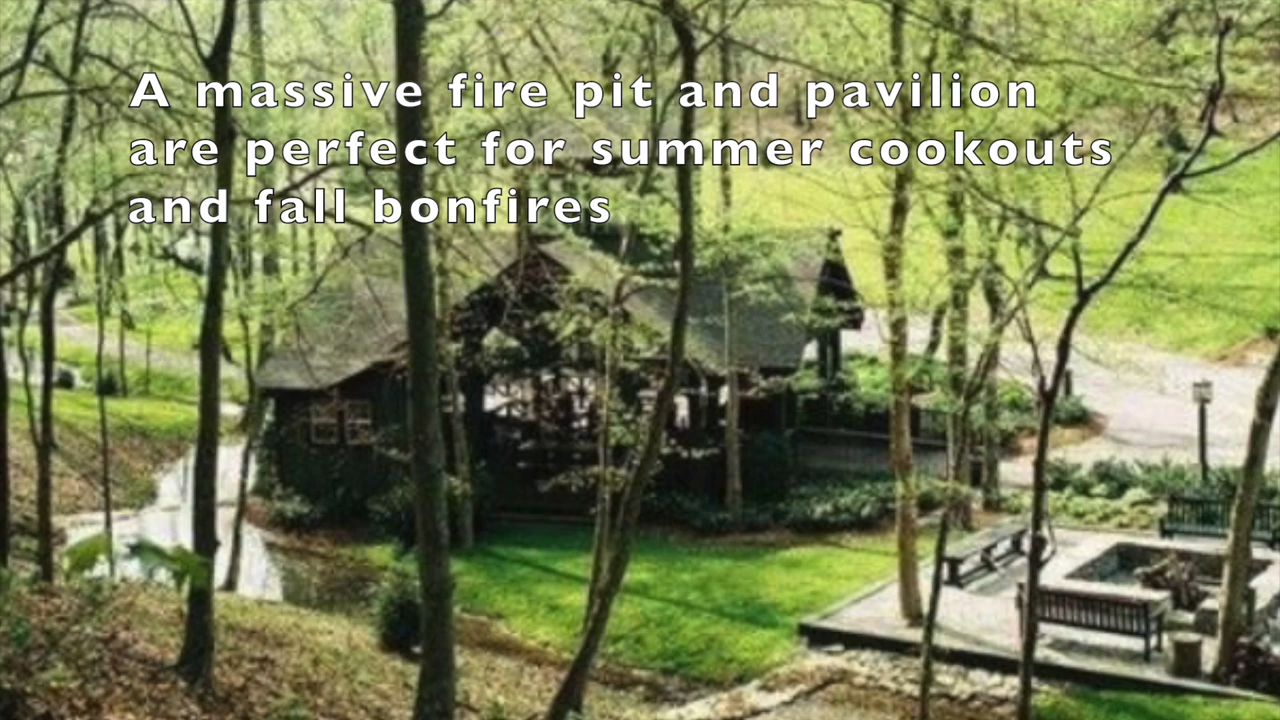 A massive fire pit and pavilion
are perfect for summer cookouts
and fall bonfires